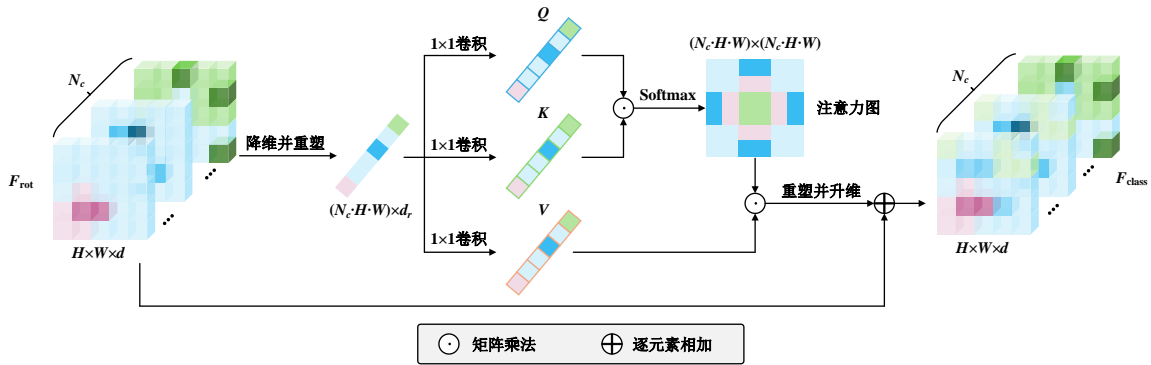 N_c
F_rot
H×W×d
降维并重塑
(N_c·H·W)×d_r
1×1卷积
Q
1×1卷积
K
1×1卷积
V
Softmax
(N_c·H·W)×(N_c·H·W)
注意力图
重塑并升维
N_c
F_class
H×W×d
矩阵乘法
逐元素相加